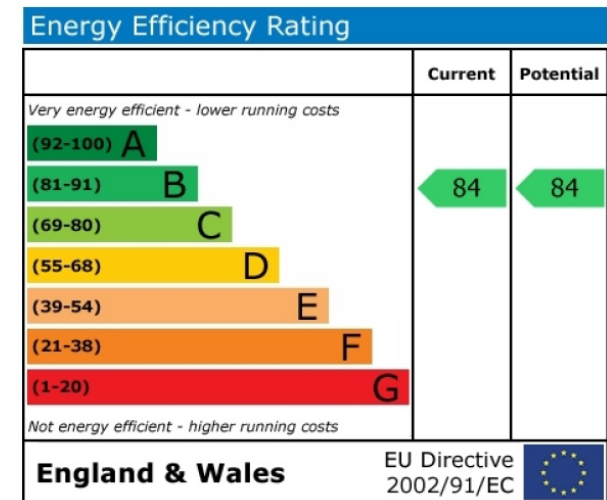 Energy Efficiency Rating
Current Potential
Very energy efficient - lower running costs
(92-100) A
(81-91) B 84 84
(69-80) C
(55-68) D
(39-54) E
(21-38) F
(1-20) G
Not energy efficient - higher running costs
England & Wales
EU Directive
2002/91/EC